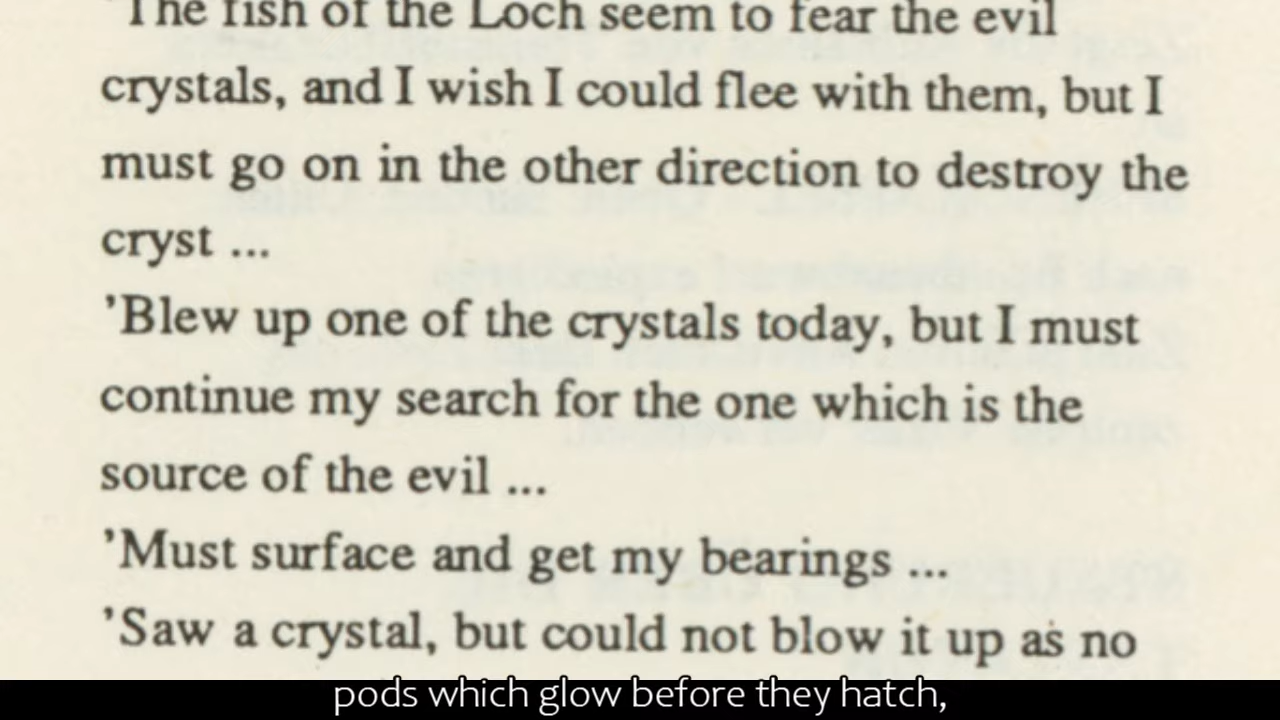 'The fish of the Loch seem to fear the evil
crystals, and I wish I could flee with them, but I
must go on in the other direction to destroy the
cryst ...
'Blew up one of the crystals today, but I must
continue my search for the one which is the
source of the evil ...
'Must surface and get my bearings ...
'Saw a crystal, but could not blow it up as no
pods which glow before they hatch,